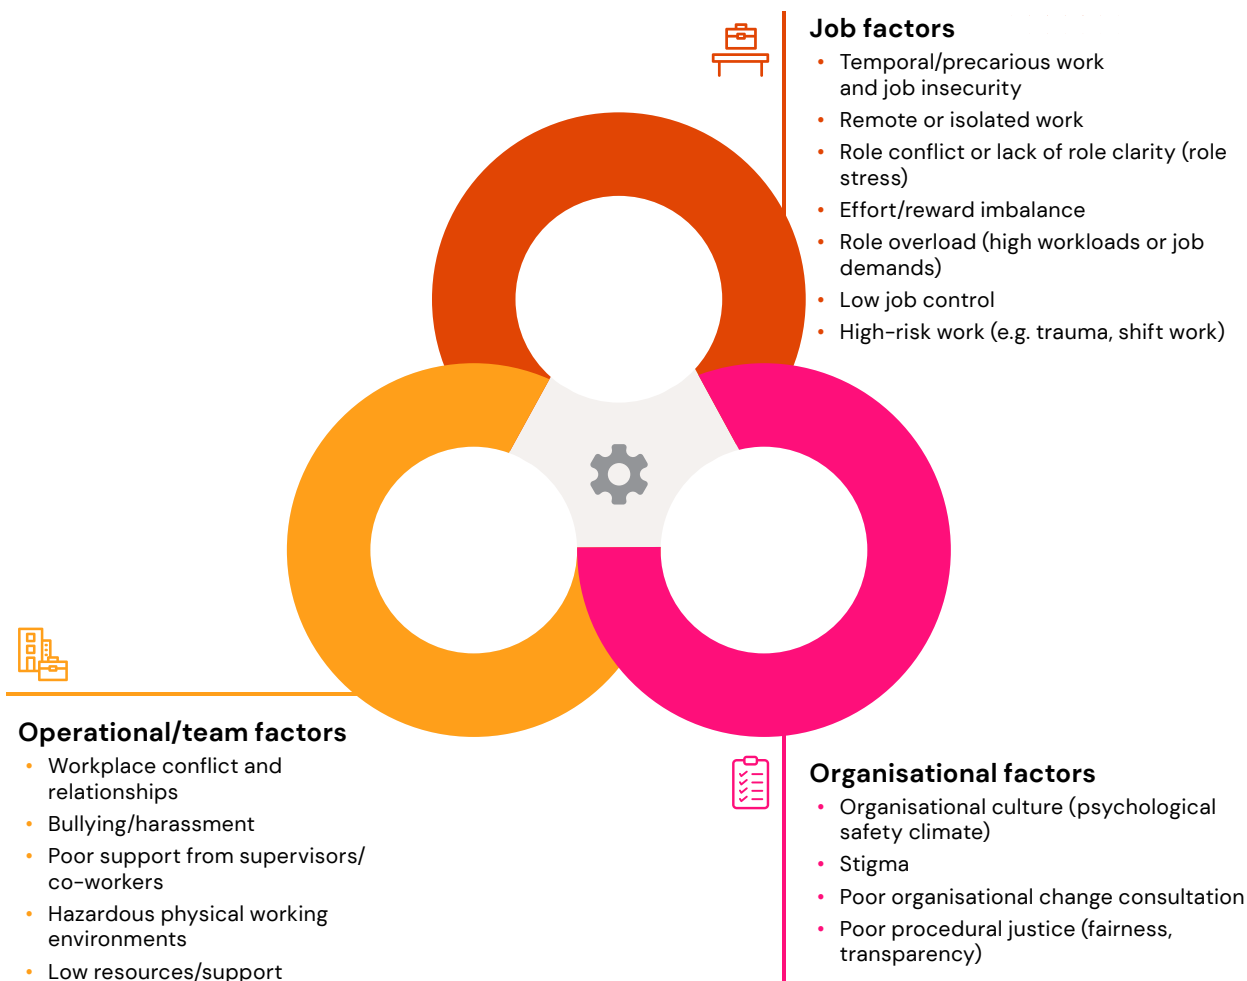 Job factors
• Temporal/precarious work
and job insecurity
• Remote or isolated work
• Role conflict or lack of role clarity (role
stress)
• Effort/reward imbalance
• Role overload (high workloads or job
demands)
• Low job control
• High-risk work (e.g. trauma, shift work)
Operational/team factors
• Workplace conflict and
relationships
• Bullying/harassment
• Poor support from supervisors/
co-workers
• Hazardous physical working
environments
• Low resources/support
Organisational factors
• Organisational culture (psychological
safety climate)
• Stigma
• Poor organisational change consultation
• Poor procedural justice (fairness,
transparency)